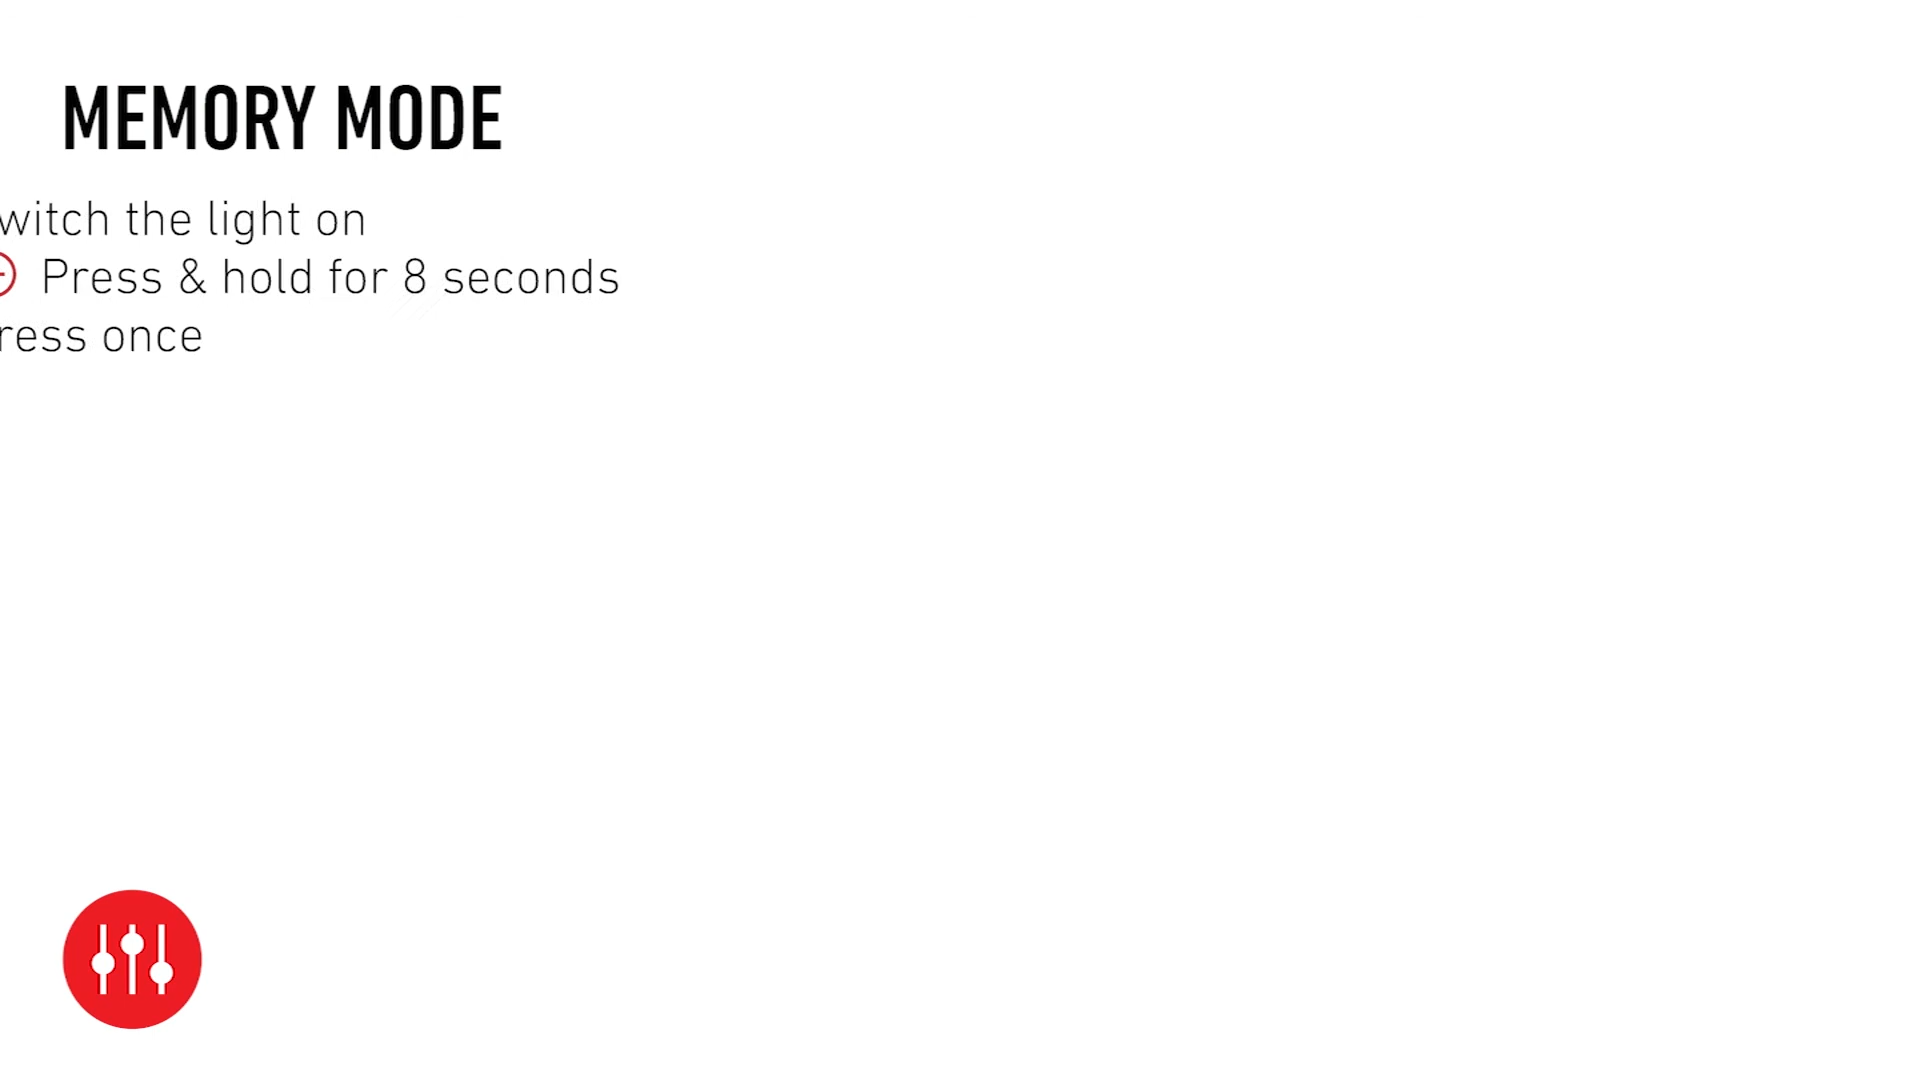 MEMORY MODE
witch the light on
Press & hold for 8 seconds
ress once